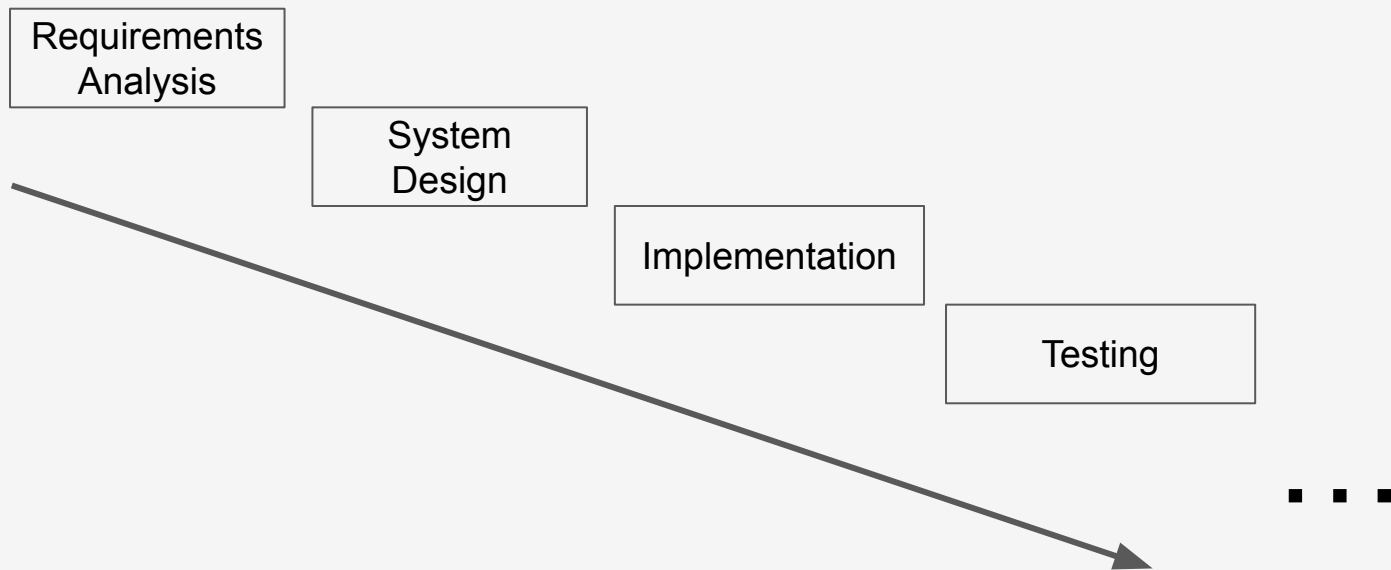 Requirements
Analysis
System
Design
Implementation
Testing
...